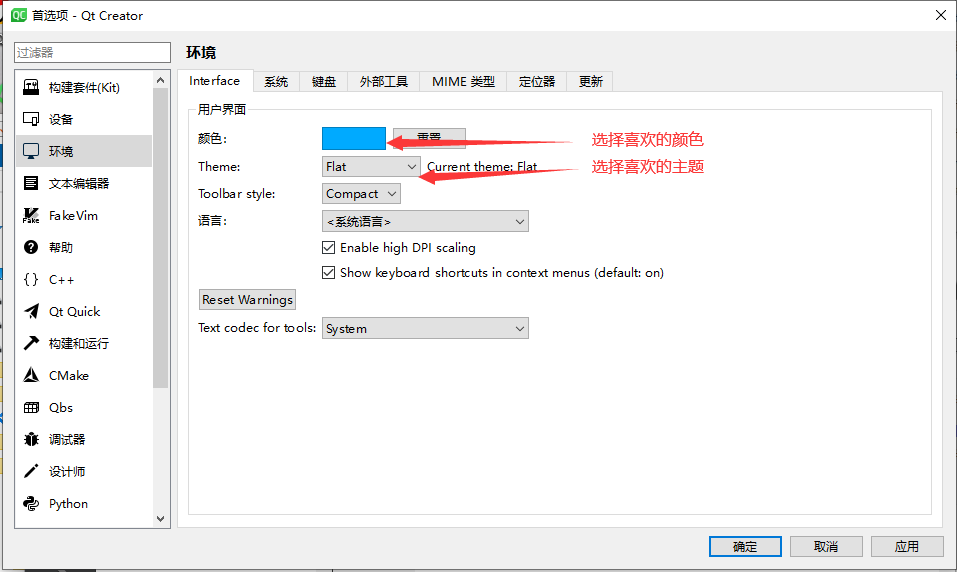 首选项 - Qt Creator
过滤器
构建套件(Kit)
设备
环境
文本编辑器
FakeVim
帮助
C++
Qt Quick
构建和运行
CMake
Qbs
调试器
设计师
Python
环境
Interface 系统 键盘 外部工具 MIME 类型 定位器 更新
用户界面
颜色: 重置 选择喜欢的颜色
Theme: Flat Current theme: Flat 选择喜欢的主题
Toolbar style: Compact
语言: <系统语言>
Enable high DPI scaling
Show keyboard shortcuts in context menus (default: on)
Reset Warnings
Text codec for tools: System
确定 取消 应用